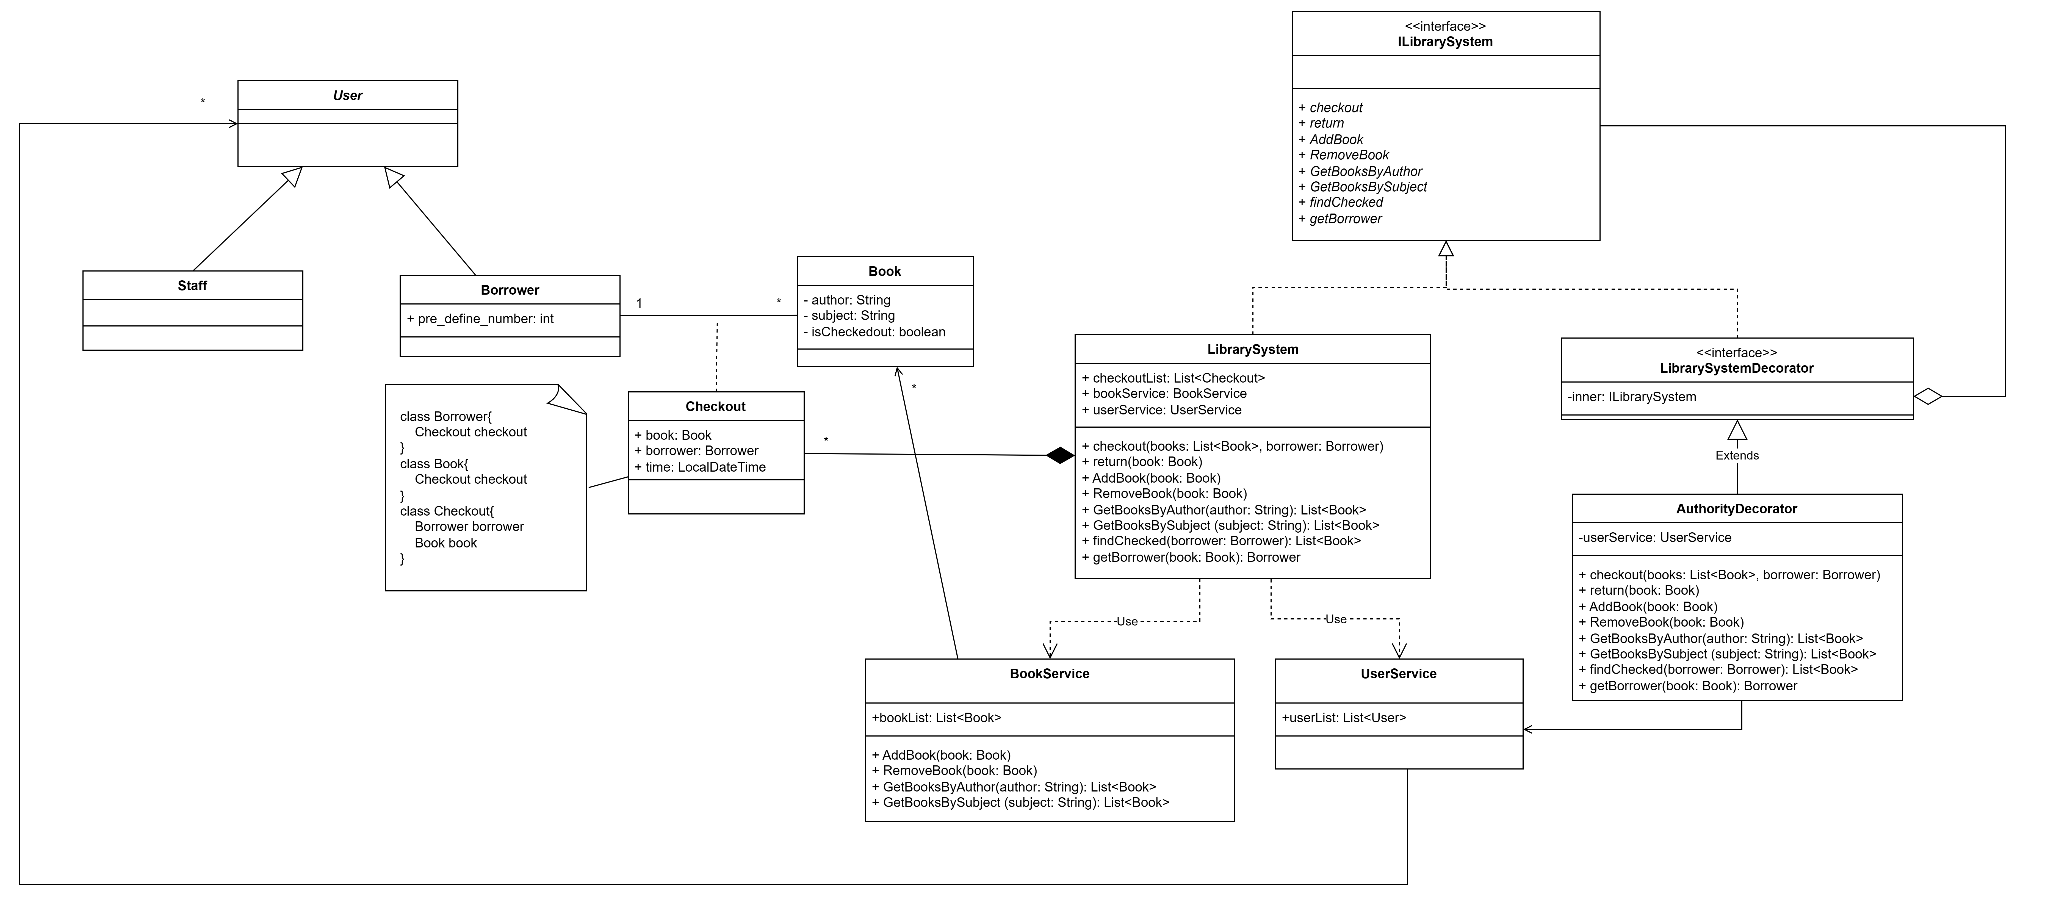 <<interface>>
ILibrarySystem
+ checkout
+ return
+ AddBook
+ RemoveBook
+ GetBooksByAuthor
+ GetBooksBySubject
+ findChecked
+ getBorrower
*
User
Staff
Borrower
+ pre_define_number: int
1
*
Book
- author: String
- subject: String
- isCheckedout: boolean
*
class Borrower{
Checkout checkout
}
class Book{
Checkout checkout
}
class Checkout{
Borrower borrower
Book book
}
Checkout
+ book: Book
+ borrower: Borrower
+ time: LocalDateTime
*
LibrarySystem
+ checkoutList: List<Checkout>
+ bookService: BookService
+ userService: UserService
+ checkout(books: List<Book>, borrower: Borrower)
+ return(book: Book)
+ AddBook(book: Book)
+ RemoveBook(book: Book)
+ GetBooksByAuthor(author: String): List<Book>
+ GetBooksBySubject (subject: String): List<Book>
+ findChecked(borrower: Borrower): List<Book>
+ getBorrower(book: Book): Borrower
<<interface>>
LibrarySystemDecorator
-inner: ILibrarySystem
Extends
AuthorityDecorator
-userService: UserService
+ checkout(books: List<Book>, borrower: Borrower)
+ return(book: Book)
+ AddBook(book: Book)
+ RemoveBook(book: Book)
+ GetBooksByAuthor(author: String): List<Book>
+ GetBooksBySubject (subject: String): List<Book>
+ findChecked(borrower: Borrower): List<Book>
+ getBorrower(book: Book): Borrower
Use
Use
BookService
+bookList: List<Book>
+ AddBook(book: Book)
+ RemoveBook(book: Book)
+ GetBooksByAuthor(author: String): List<Book>
+ GetBooksBySubject (subject: String): List<Book>
UserService
+userList: List<User>